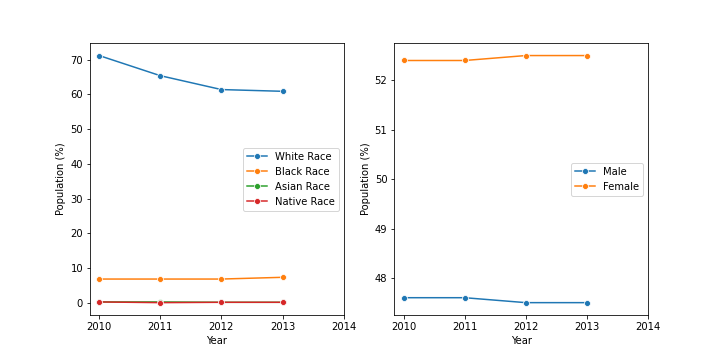 Population (%)
70
60
50
40
30
20
10
0
2010 2011 2012 2013 2014
Year
White Race
Black Race
Asian Race
Native Race
Population (%)
52
51
50
49
48
2010 2011 2012 2013 2014
Year
Male
Female